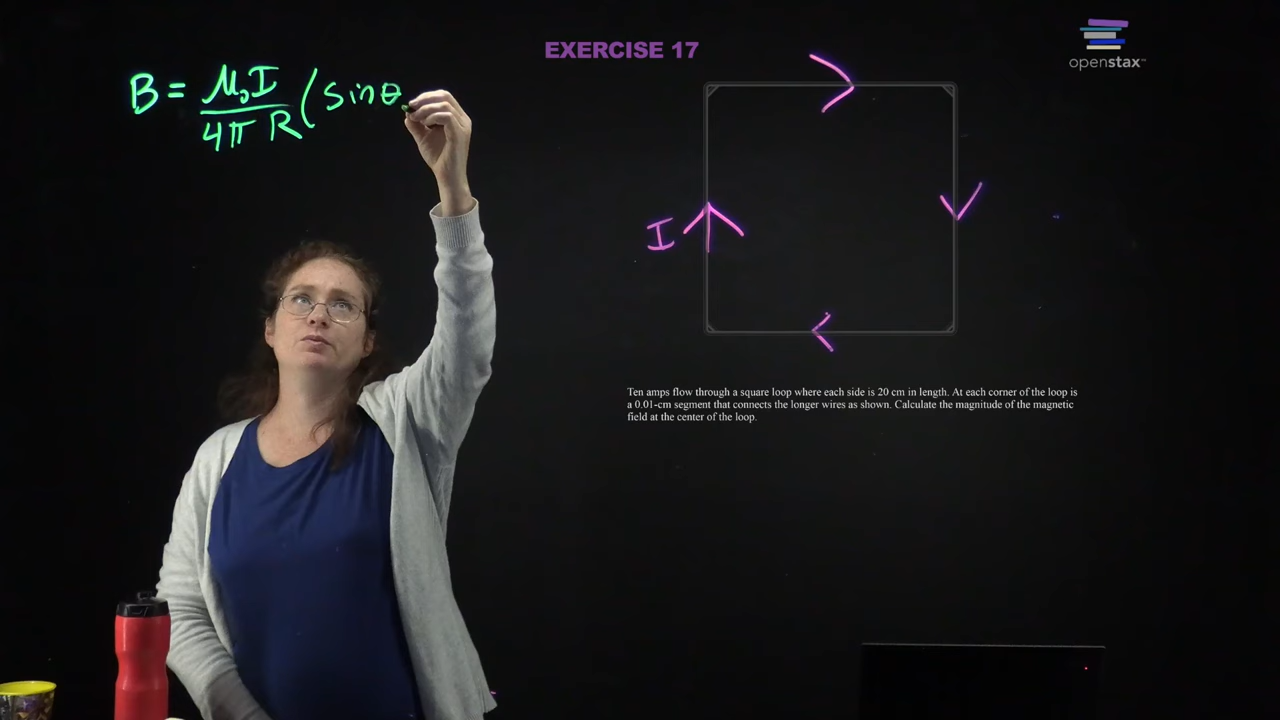 EXERCISE 17
openstax™
B = μ₀I / 4πR (sinθ
I
Ten amps flow through a square loop where each side is 20 cm in length. At each corner of the loop is
a 0.01-cm segment that connects the longer wires as shown. Calculate the magnitude of the magnetic
field at the center of the loop.